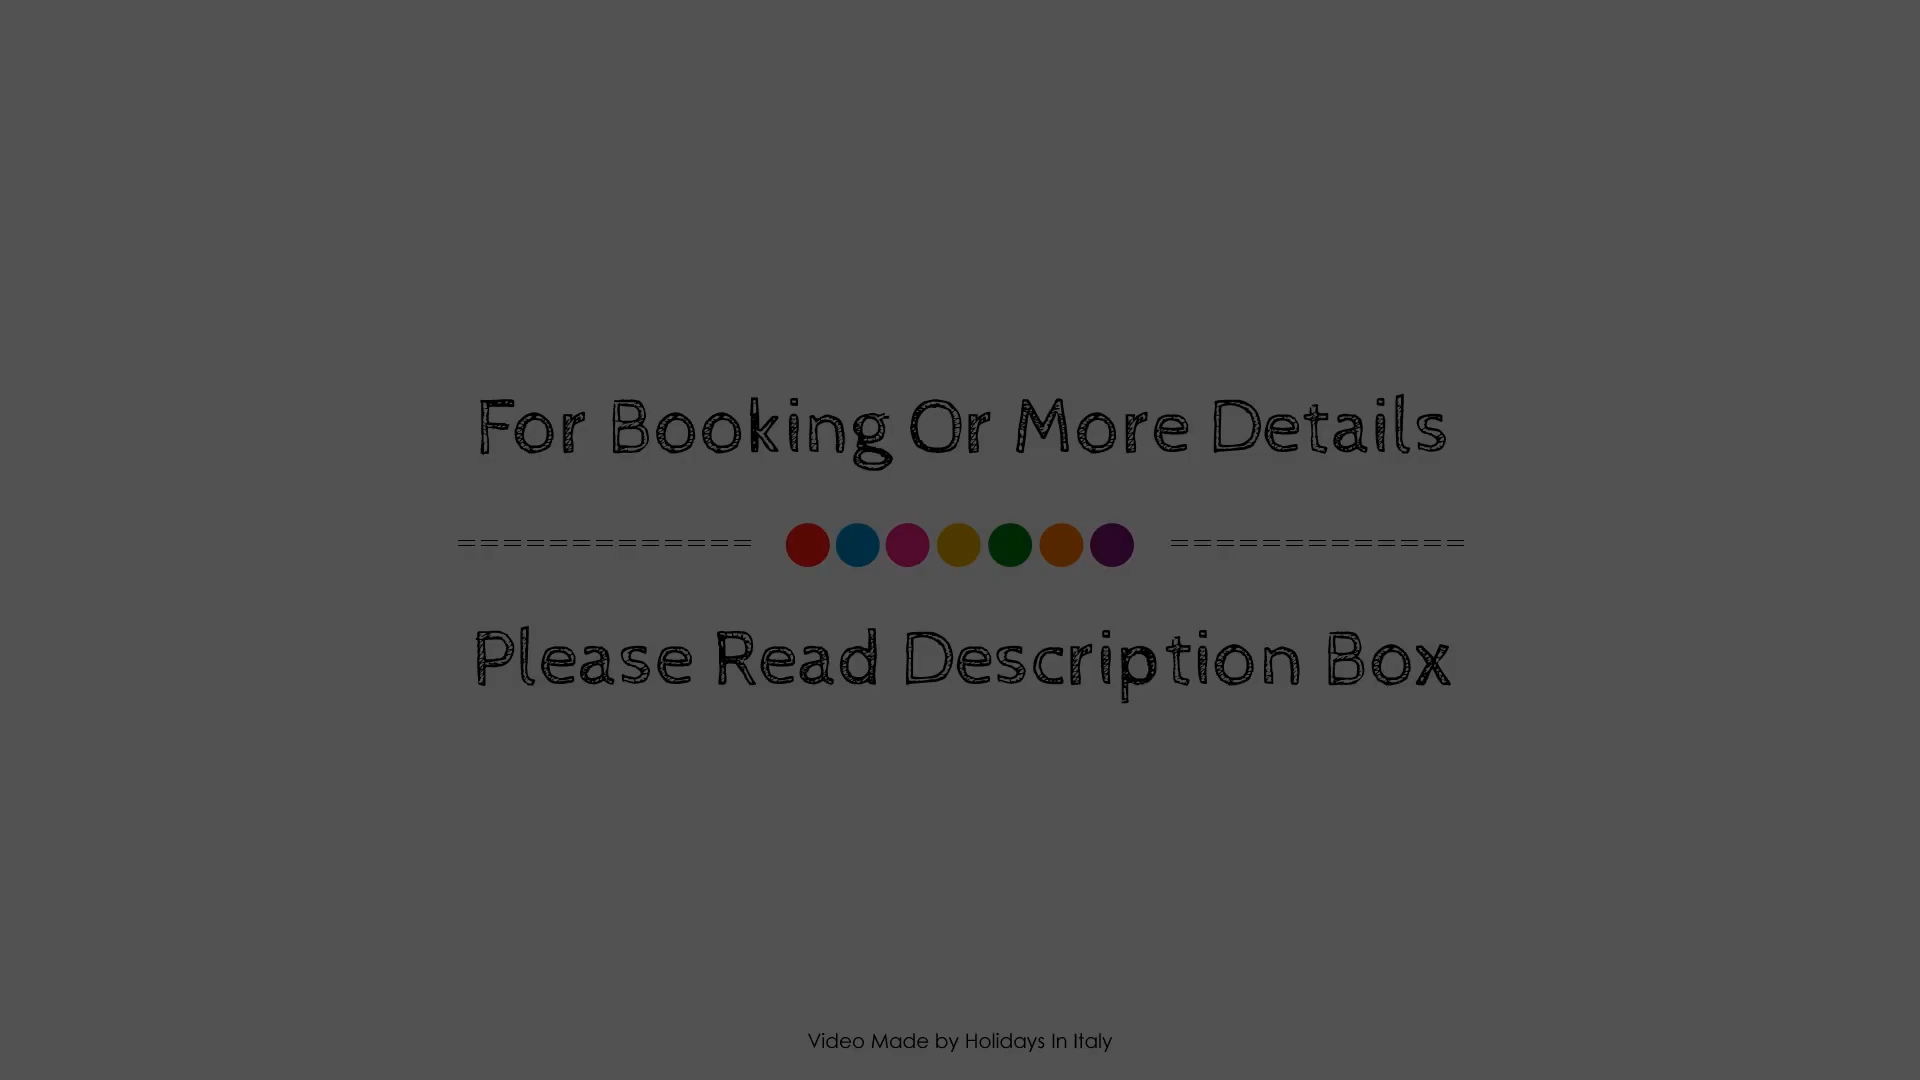 For Booking Or More Details
============= =============
Please Read Description Box
Video Made by Holidays In Italy